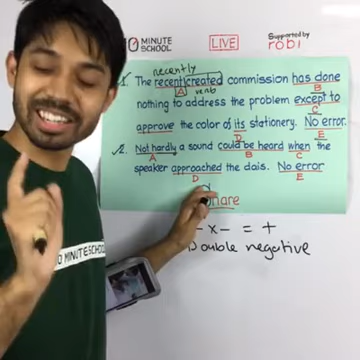 10 MINUTE
SCHOOL
LIVE
Supported by
robi
recently
1. The recent created commission has done
A verb B
nothing to address the problem except to
C
approve the color of its stationery. No error.
D E
2. Not hardly a sound could be heard when the
A B C
speaker approached the dais. No error
D E
- x - = +
Double negative
10 MINUTE SCHOOL